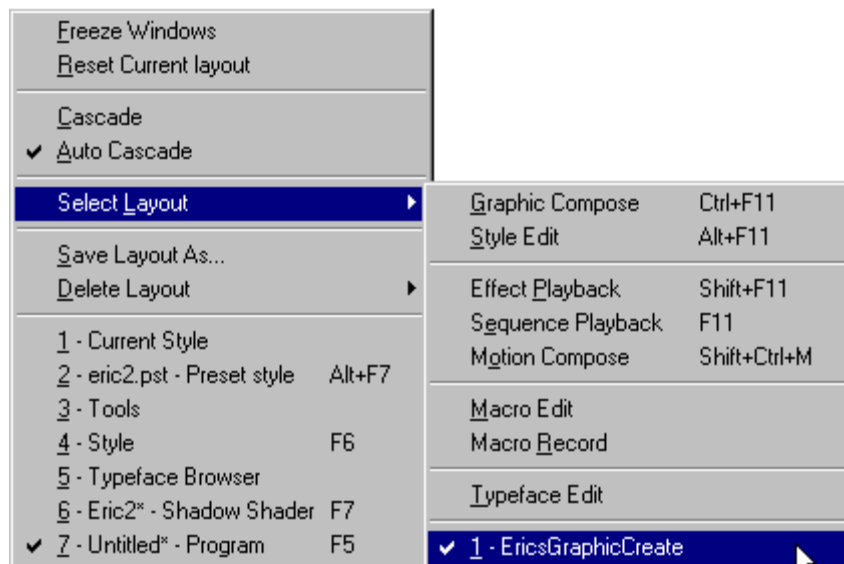 Freeze Windows
Reset Current layout
Cascade
Auto Cascade
Select Layout
Save Layout As...
Delete Layout
1 - Current Style
2 - eric2.pst - Preset style Alt+F7
3 - Tools
4 - Style F6
5 - Typeface Browser
6 - Eric2* - Shadow Shader F7
7 - Untitled* - Program F5
Graphic Compose Ctrl+F11
Style Edit Alt+F11
Effect Playback Shift+F11
Sequence Playback F11
Motion Compose Shift+Ctrl+M
Macro Edit
Macro Record
Typeface Edit
1 - EricsGraphicCreate